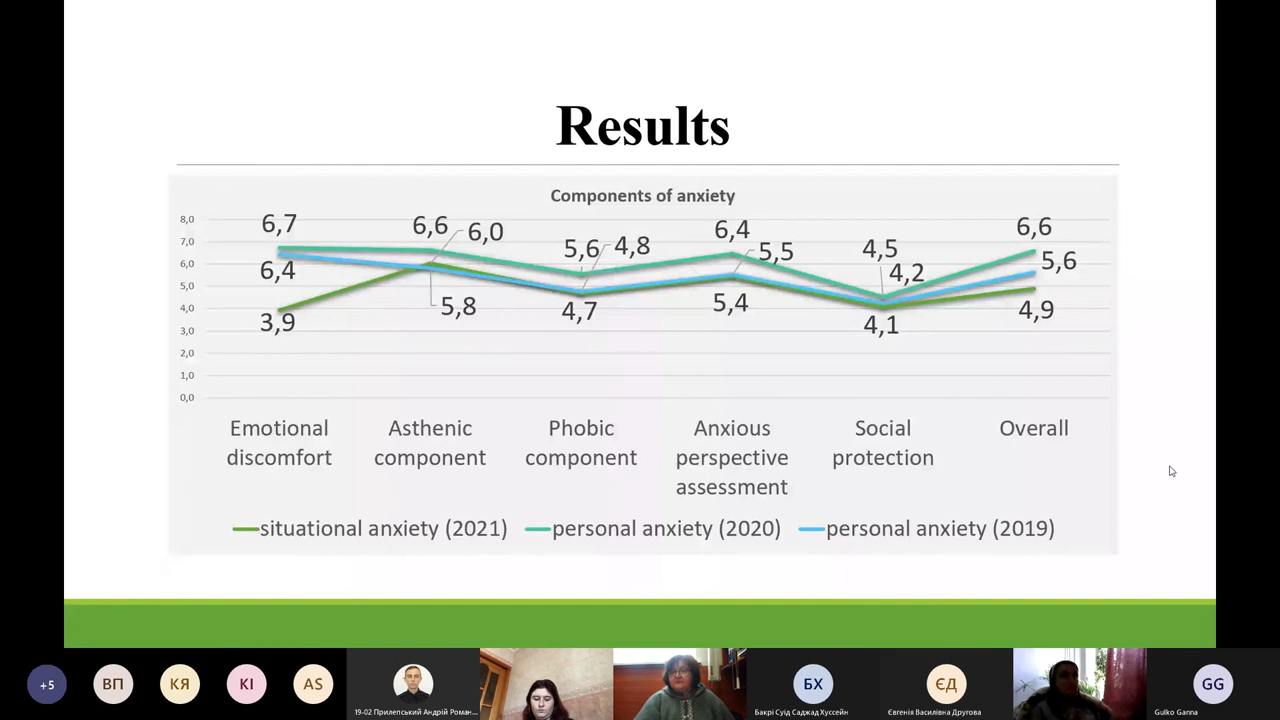 Results
Components of anxiety
8,0
7,0
6,0
5,0
4,0
3,0
2,0
1,0
0,0
6,7
6,4
3,9
6,6
6,0
5,8
5,6
4,8
4,7
6,4
5,5
5,4
4,5
4,2
4,1
6,6
5,6
4,9
Emotional
discomfort
Asthenic
component
Phobic
component
Anxious
perspective
assessment
Social
protection
Overall
situational anxiety (2021)
personal anxiety (2020)
personal anxiety (2019)
+5
ВП
КЯ
КІ
AS
19-02 Прилепський Андрій Роман...
БХ
Бакрі Суід Саджад Хуссейн
ЄД
Євгенія Василівна Другова
GG
Gulko Ganna